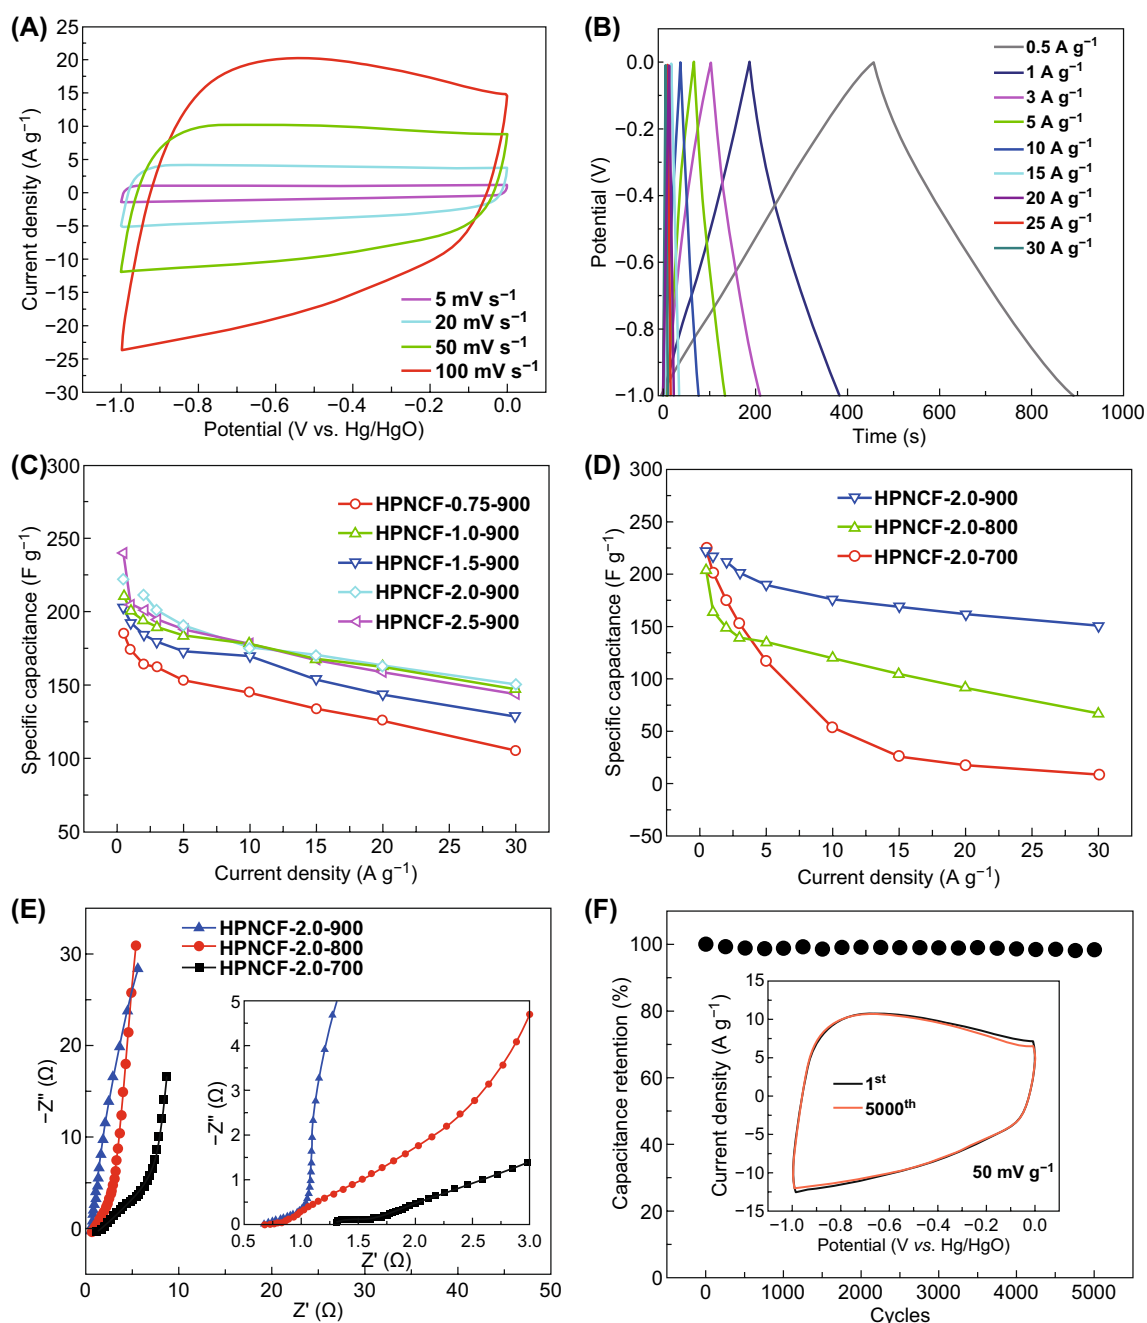 (A)
Current density (A g⁻¹)
25
20
15
10
5
0
−5
−10
−15
−20
−25
−30
5 mV s⁻¹
20 mV s⁻¹
50 mV s⁻¹
100 mV s⁻¹
−1.0
−0.8
−0.6
−0.4
−0.2
0.0
Potential (V vs. Hg/HgO)
(B)
Potential (V)
0.0
−0.2
−0.4
−0.6
−0.8
−1.0
0.5 A g⁻¹
1 A g⁻¹
3 A g⁻¹
5 A g⁻¹
10 A g⁻¹
15 A g⁻¹
20 A g⁻¹
25 A g⁻¹
30 A g⁻¹
0
200
400
600
800
1000
Time (s)
(C)
Specific capacitance (F g⁻¹)
300
250
200
150
100
50
HPNCF-0.75-900
HPNCF-1.0-900
HPNCF-1.5-900
HPNCF-2.0-900
HPNCF-2.5-900
0
5
10
15
20
25
30
Current density (A g⁻¹)
(D)
Specific capacitance (F g⁻¹)
300
250
200
150
100
50
0
−50
HPNCF-2.0-900
HPNCF-2.0-800
HPNCF-2.0-700
0
5
10
15
20
25
30
Current density (A g⁻¹)
(E)
−Z" (Ω)
30
20
10
0
HPNCF-2.0-900
HPNCF-2.0-800
HPNCF-2.0-700
−Z" (Ω)
5
4
3
2
1
0
0.5
1.0
1.5
2.0
2.5
3.0
Z' (Ω)
0
10
20
30
40
50
Z' (Ω)
(F)
Capacitance retention (%)
100
80
60
40
20
0
Current density (A g⁻¹)
15
10
5
0
−5
−10
−15
1ˢᵗ
5000ᵗʰ
50 mV g⁻¹
−1.0
−0.8
−0.6
−0.4
−0.2
0.0
Potential (V vs. Hg/HgO)
0
1000
2000
3000
4000
5000
Cycles